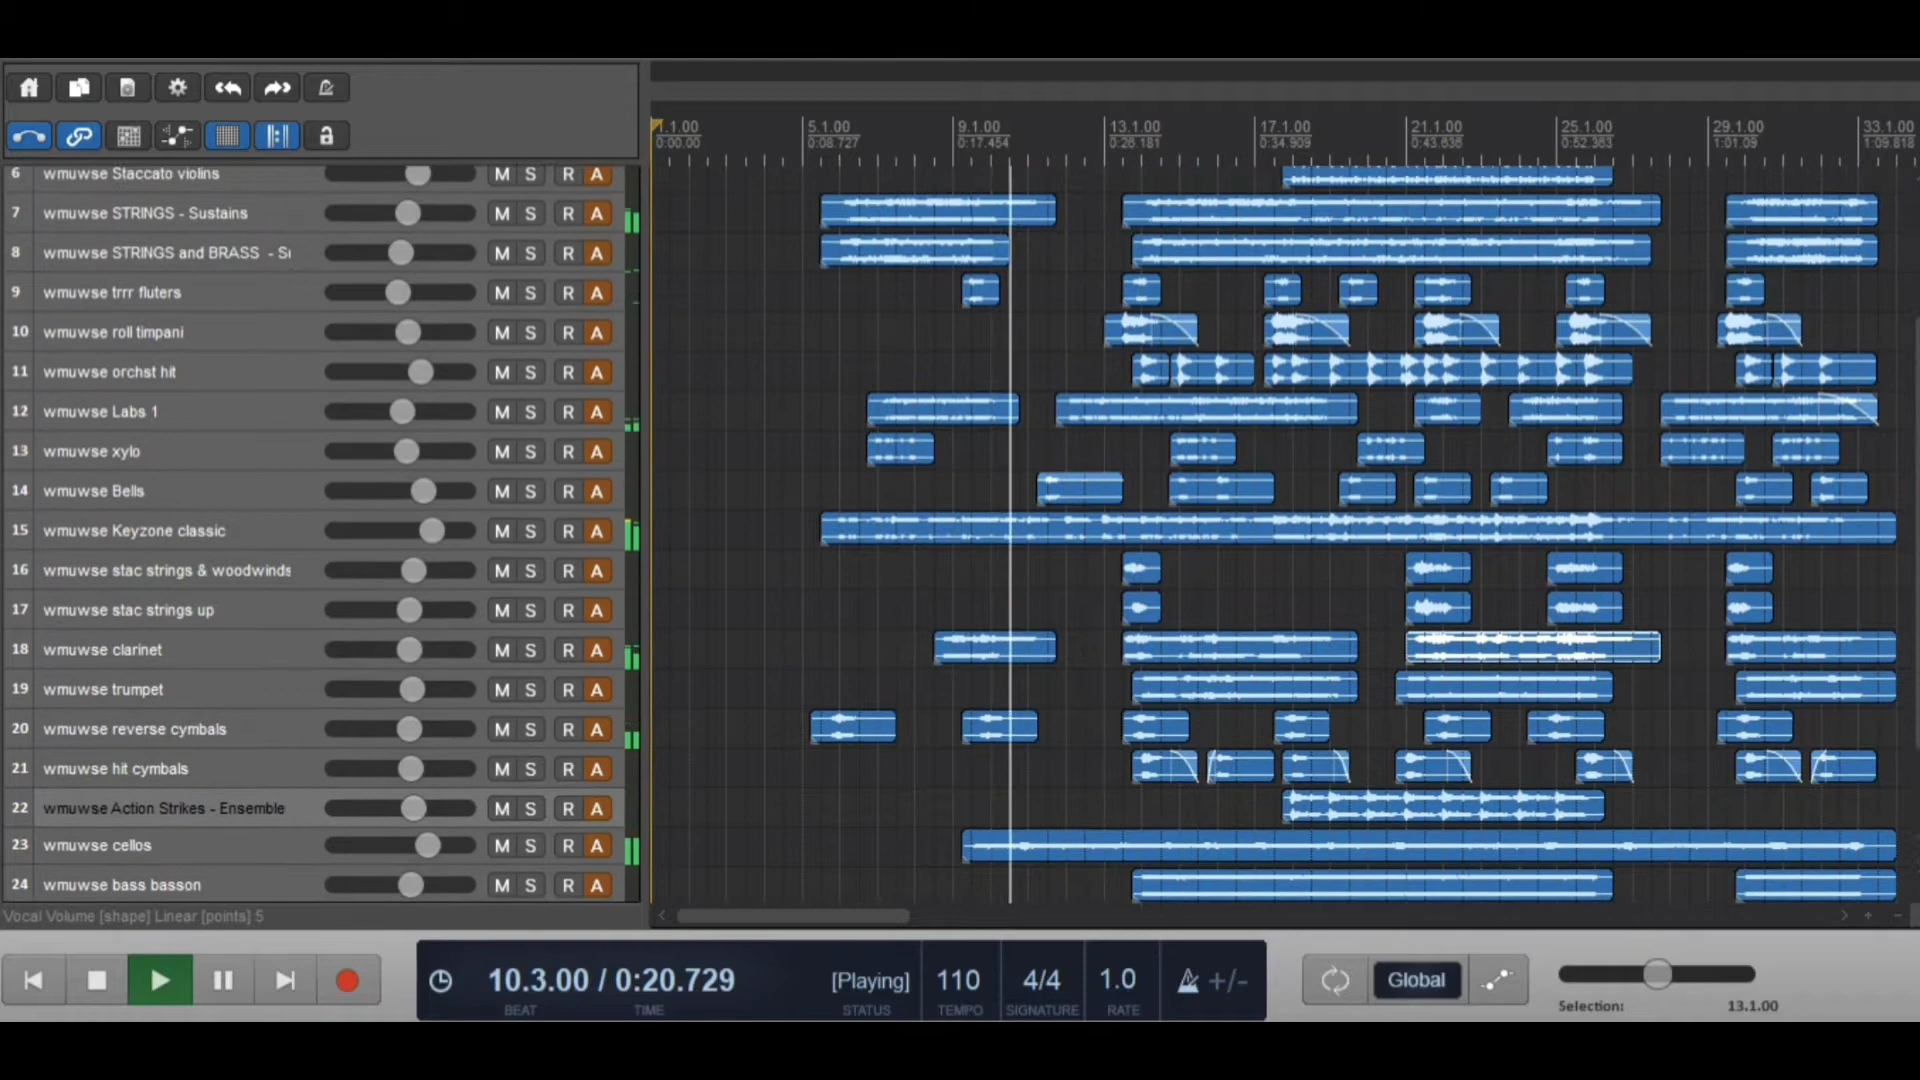 1.1.00 5.1.00 9.1.00 13.1.00 17.1.00 21.1.00 25.1.00 29.1.00 33.1.00
0:00.00 0:08.727 0:17.454 0:26.181 0:34.909 0:43.636 0:52.363 1:01.09 1:09.818
6 wmuwse Staccato violins M S R A
7 wmuwse STRINGS - Sustains M S R A
8 wmuwse STRINGS and BRASS - M S R A
9 wmuwse trrr fluters M S R A
10 wmuwse roll timpani M S R A
11 wmuwse orchst hit M S R A
12 wmuwse Labs 1 M S R A
13 wmuwse xylo M S R A
14 wmuwse Bells M S R A
15 wmuwse Keyzone classic M S R A
16 wmuwse stac strings & woodwinds M S R A
17 wmuwse stac strings up M S R A
18 wmuwse clarinet M S R A
19 wmuwse trumpet M S R A
20 wmuwse reverse cymbals M S R A
21 wmuwse hit cymbals M S R A
22 wmuwse Action Strikes - Ensemble M S R A
23 wmuwse cellos M S R A
24 wmuwse bass basson M S R A
Vocal Volume [shape] Linear [points] 5
10.3.00 / 0:20.729 [Playing] 110 4/4 1.0 +/- Global
BEAT TIME STATUS TEMPO SIGNATURE RATE
Selection: 13.1.00